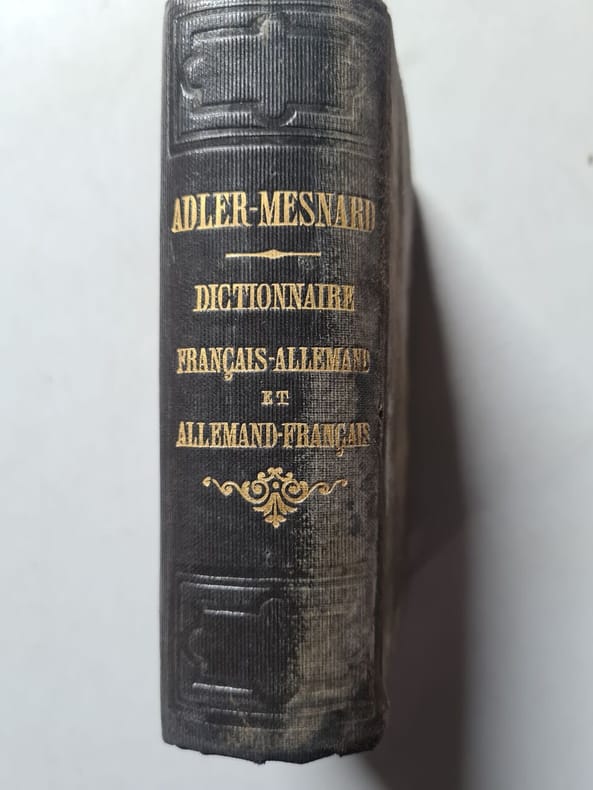 ADLER-MESNARD
DICTIONNAIRE
FRANÇAIS-ALLEMAND
ET
ALLEMAND-FRANÇAIS